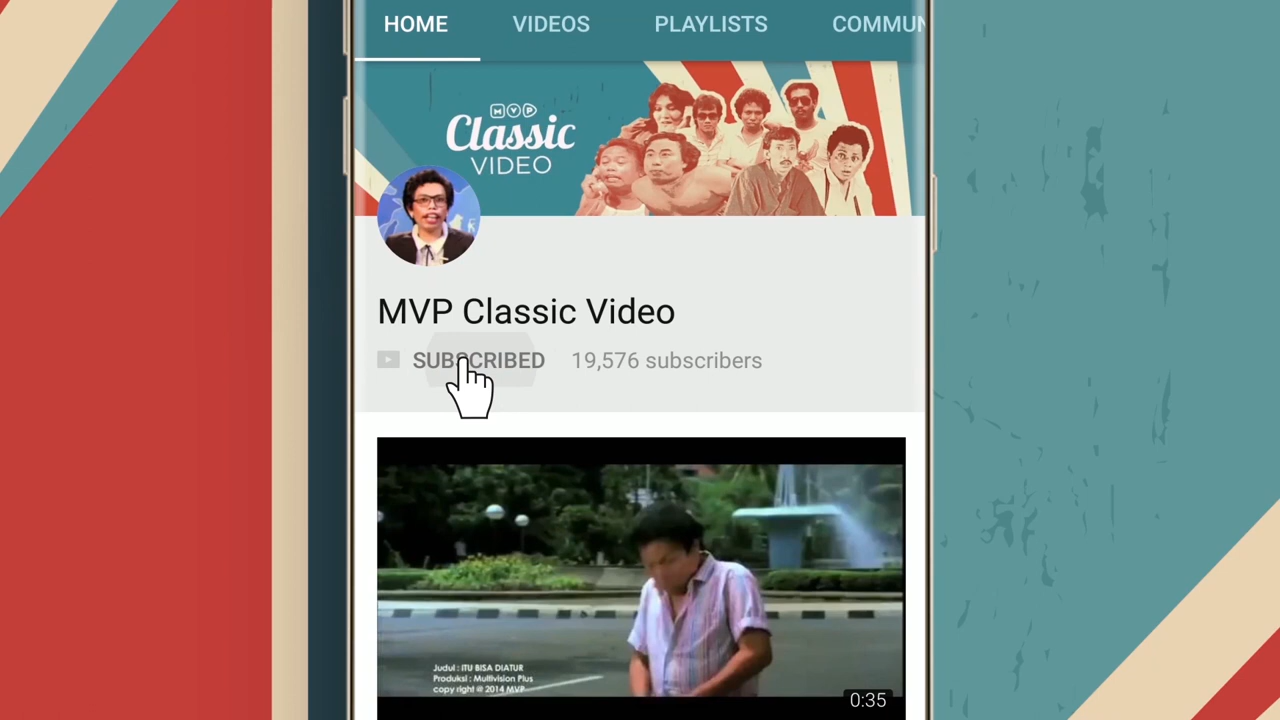 HOME VIDEOS PLAYLISTS COMMUN
MVP
Classic
VIDEO
MVP Classic Video
SUBSCRIBED 19,576 subscribers
Judul : ITU BISA DIATUR
Produksi : Multivision Plus
copy right @ 2014 MVP
0:35